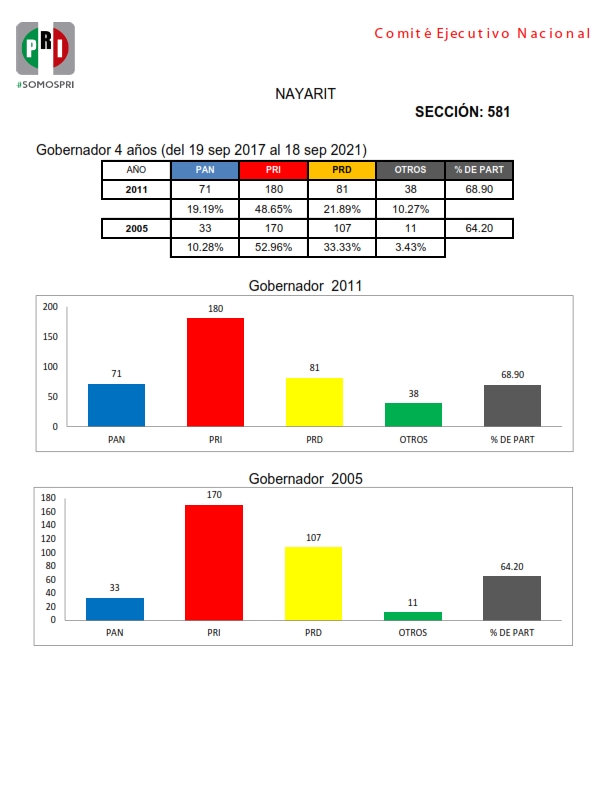 Comité Ejecutivo Nacional
PRI
#SOMOSPRI
NAYARIT
SECCIÓN: 581
Gobernador 4 años (del 19 sep 2017 al 18 sep 2021)
AÑO PAN PRI PRD OTROS % DE PART
2011 71 180 81 38 68.90
19.19% 48.65% 21.89% 10.27%
2005 33 170 107 11 64.20
10.28% 52.96% 33.33% 3.43%
Gobernador 2011
200
150
100
50
0
71 180 81 38 68.90
PAN PRI PRD OTROS % DE PART
Gobernador 2005
180
160
140
120
100
80
60
40
20
0
33 170 107 11 64.20
PAN PRI PRD OTROS % DE PART